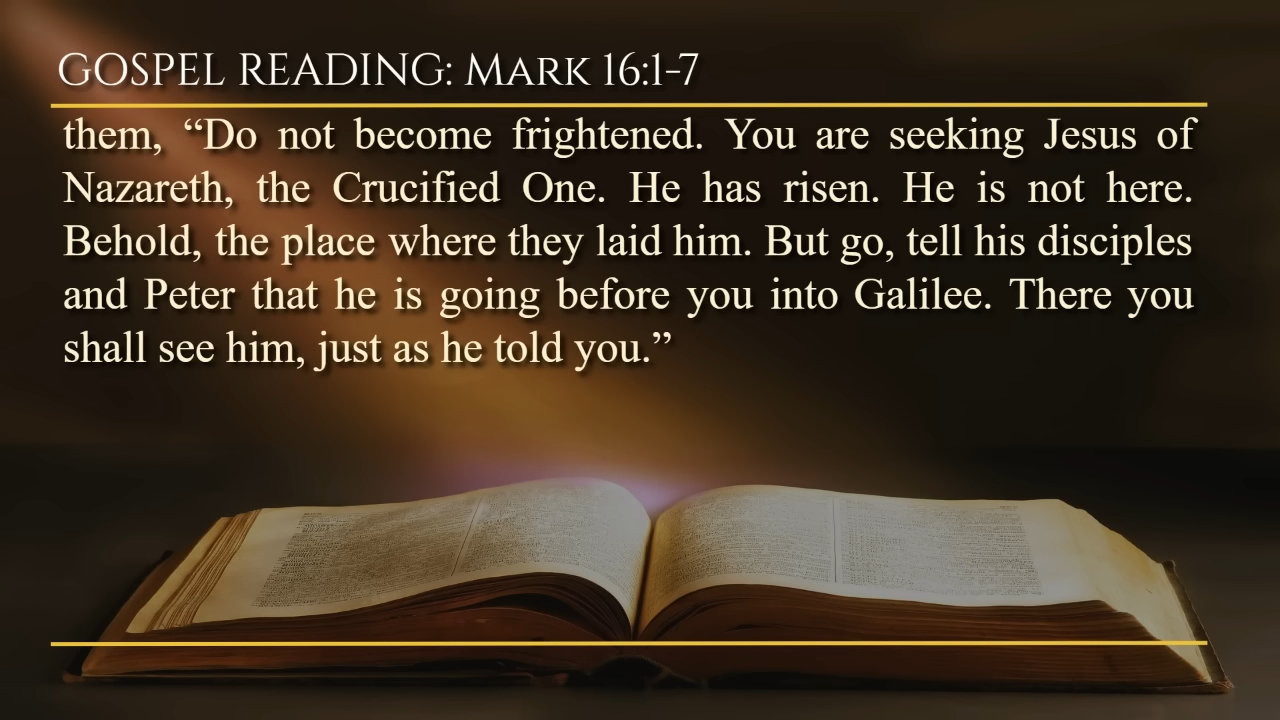 GOSPEL READING: MARK 16:1-7
them, “Do not become frightened. You are seeking Jesus of
Nazareth, the Crucified One. He has risen. He is not here.
Behold, the place where they laid him. But go, tell his disciples
and Peter that he is going before you into Galilee. There you
shall see him, just as he told you.”